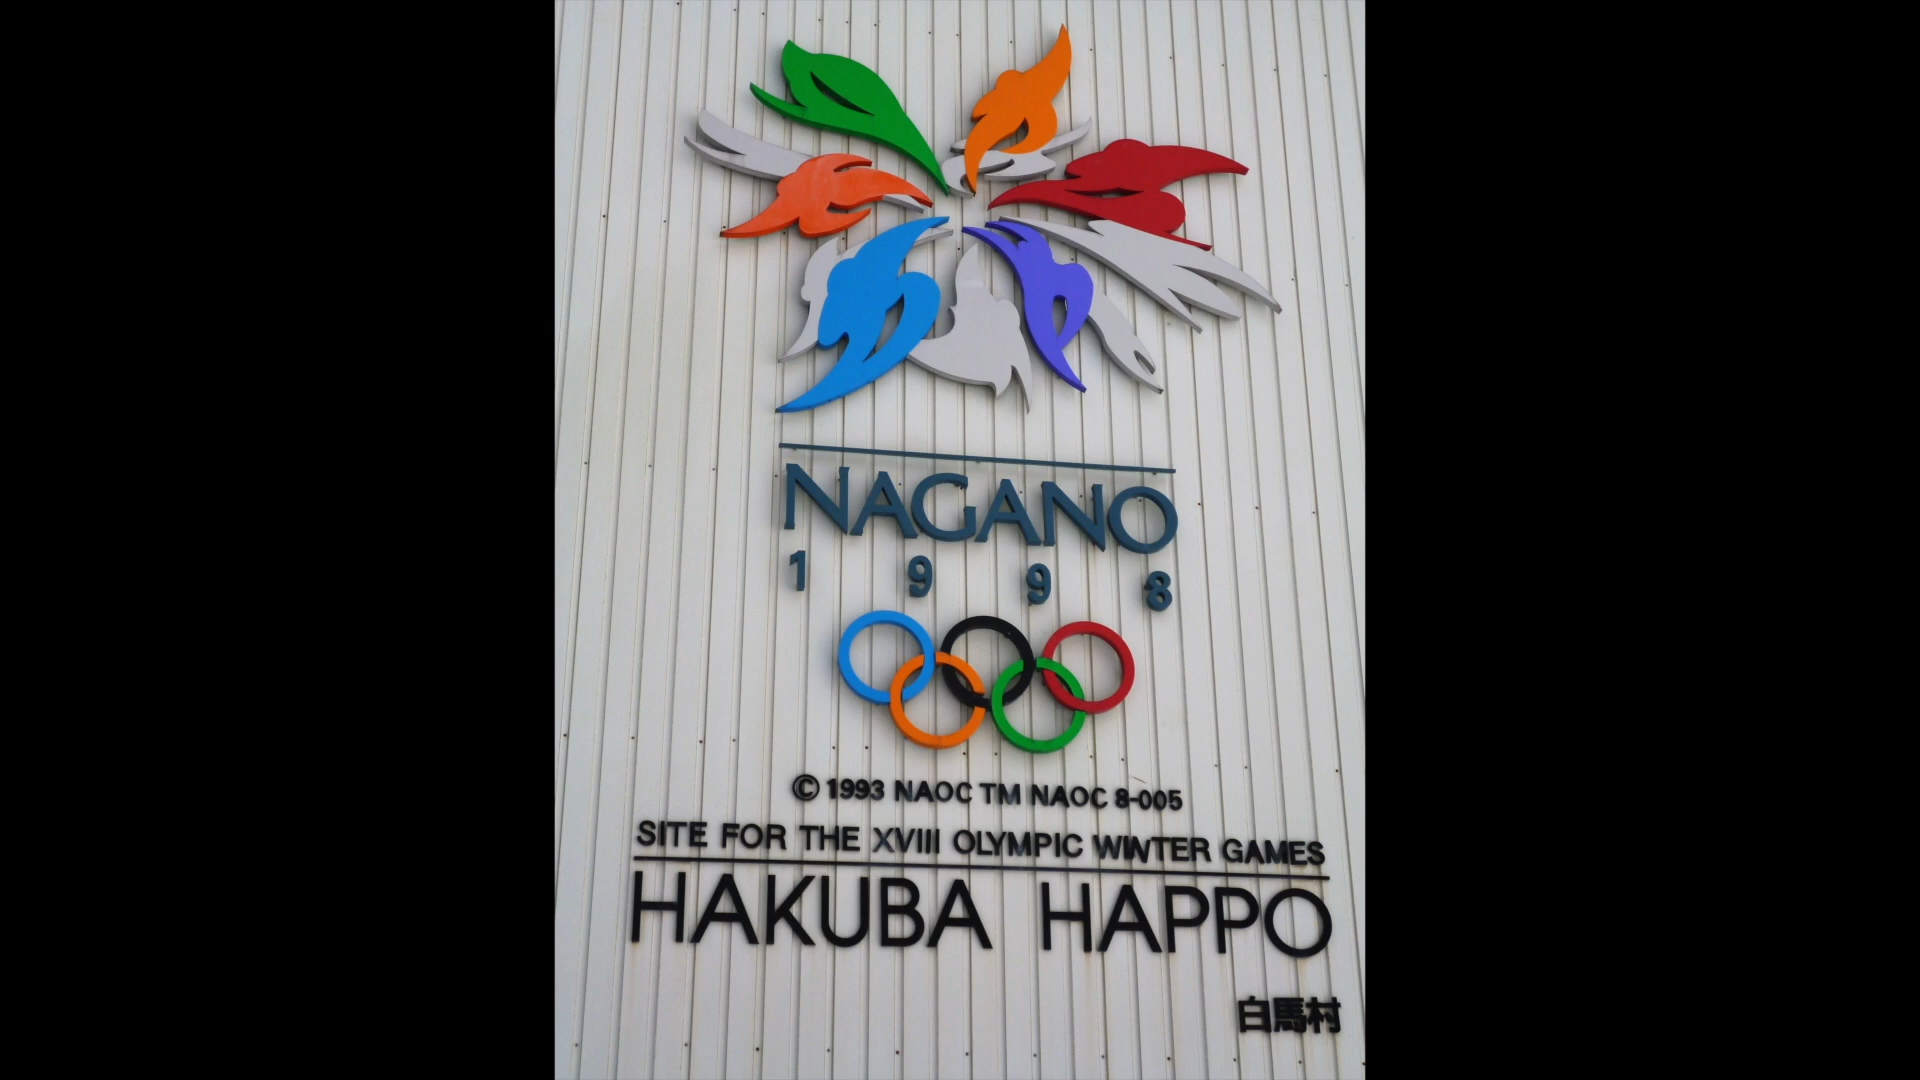 NAGANO
1998
© 1993 NAOC TM NAOC 8-005
SITE FOR THE XVIII OLYMPIC WINTER GAMES
HAKUBA HAPPO
白馬村